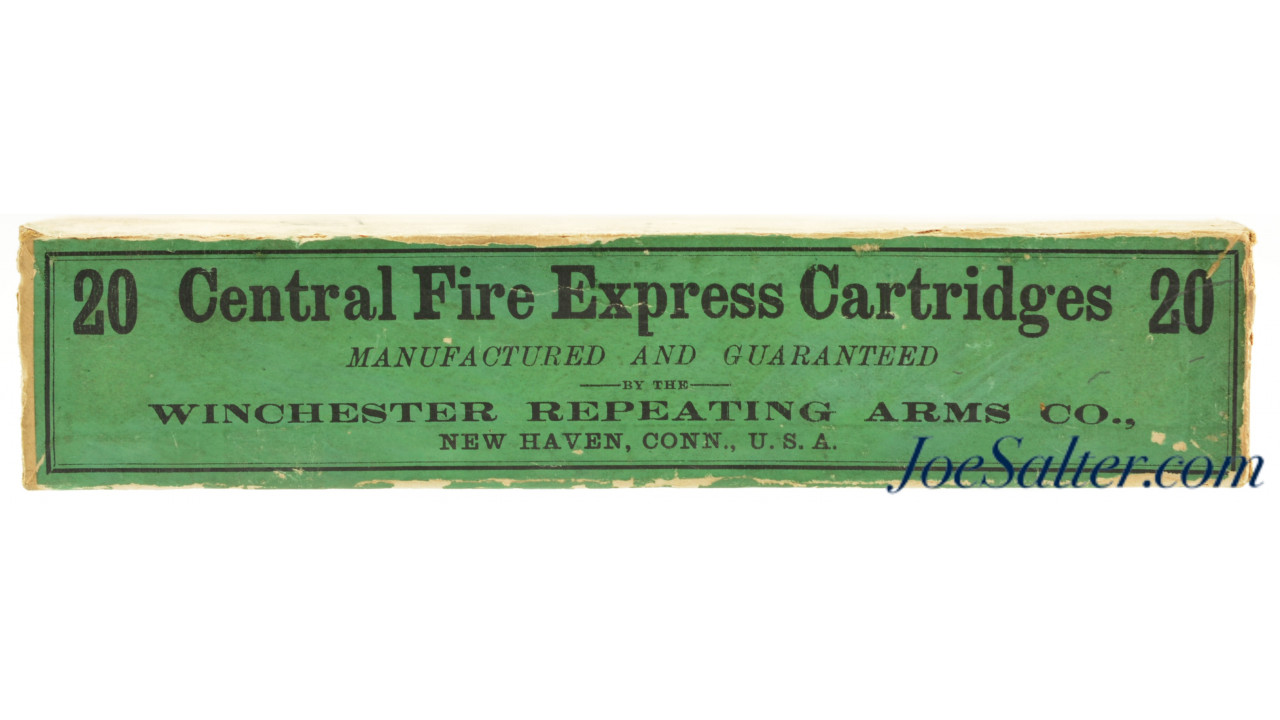 20 Central Fire Express Cartridges 20
MANUFACTURED AND GUARANTEED
BY THE
WINCHESTER REPEATING ARMS CO.,
NEW HAVEN, CONN., U. S. A.
JoeSalter.com